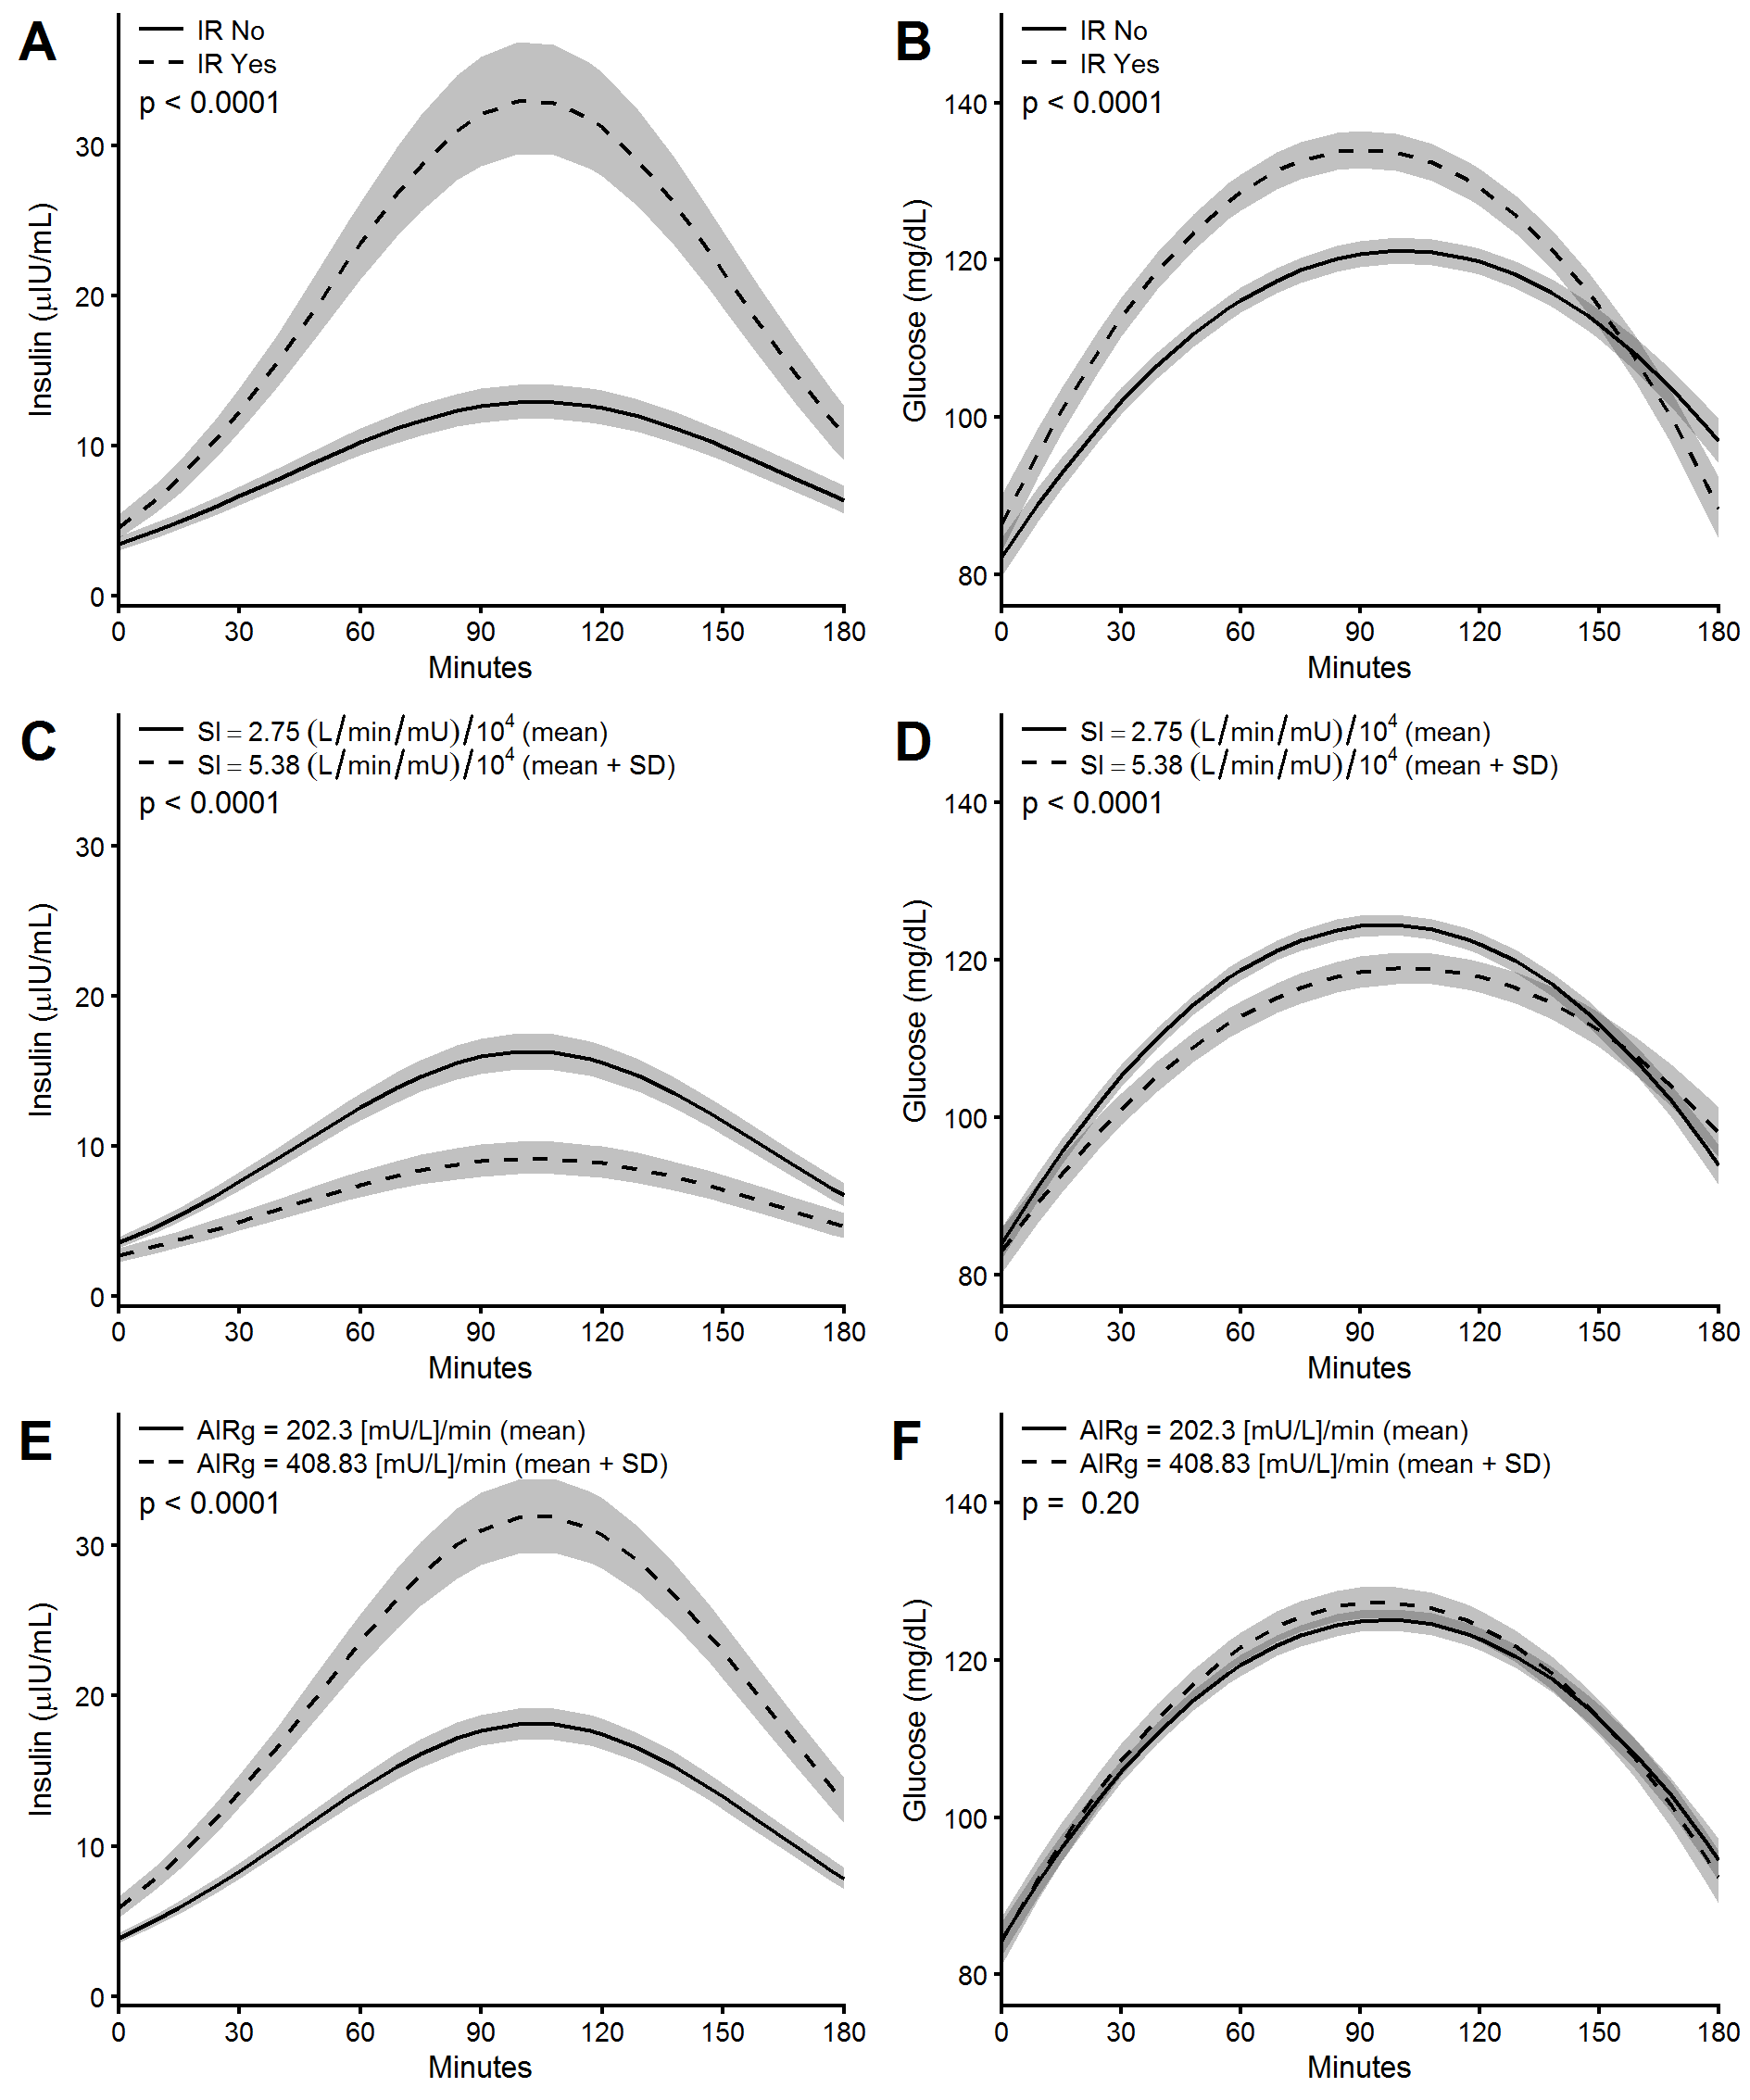 A
IR No
IR Yes
p < 0.0001
30
20
10
0
Insulin (μIU/mL)
0 30 60 90 120 150 180
Minutes
B
IR No
IR Yes
p < 0.0001
140
120
100
80
Glucose (mg/dL)
0 30 60 90 120 150 180
Minutes
C
SI = 2.75 (L/min/mU)/10⁴ (mean)
SI = 5.38 (L/min/mU)/10⁴ (mean + SD)
p < 0.0001
30
20
10
0
Insulin (μIU/mL)
0 30 60 90 120 150 180
Minutes
D
SI = 2.75 (L/min/mU)/10⁴ (mean)
SI = 5.38 (L/min/mU)/10⁴ (mean + SD)
p < 0.0001
140
120
100
80
Glucose (mg/dL)
0 30 60 90 120 150 180
Minutes
E
AIRg = 202.3 [mU/L]/min (mean)
AIRg = 408.83 [mU/L]/min (mean + SD)
p < 0.0001
30
20
10
0
Insulin (μIU/mL)
0 30 60 90 120 150 180
Minutes
F
AIRg = 202.3 [mU/L]/min (mean)
AIRg = 408.83 [mU/L]/min (mean + SD)
p = 0.20
140
120
100
80
Glucose (mg/dL)
0 30 60 90 120 150 180
Minutes